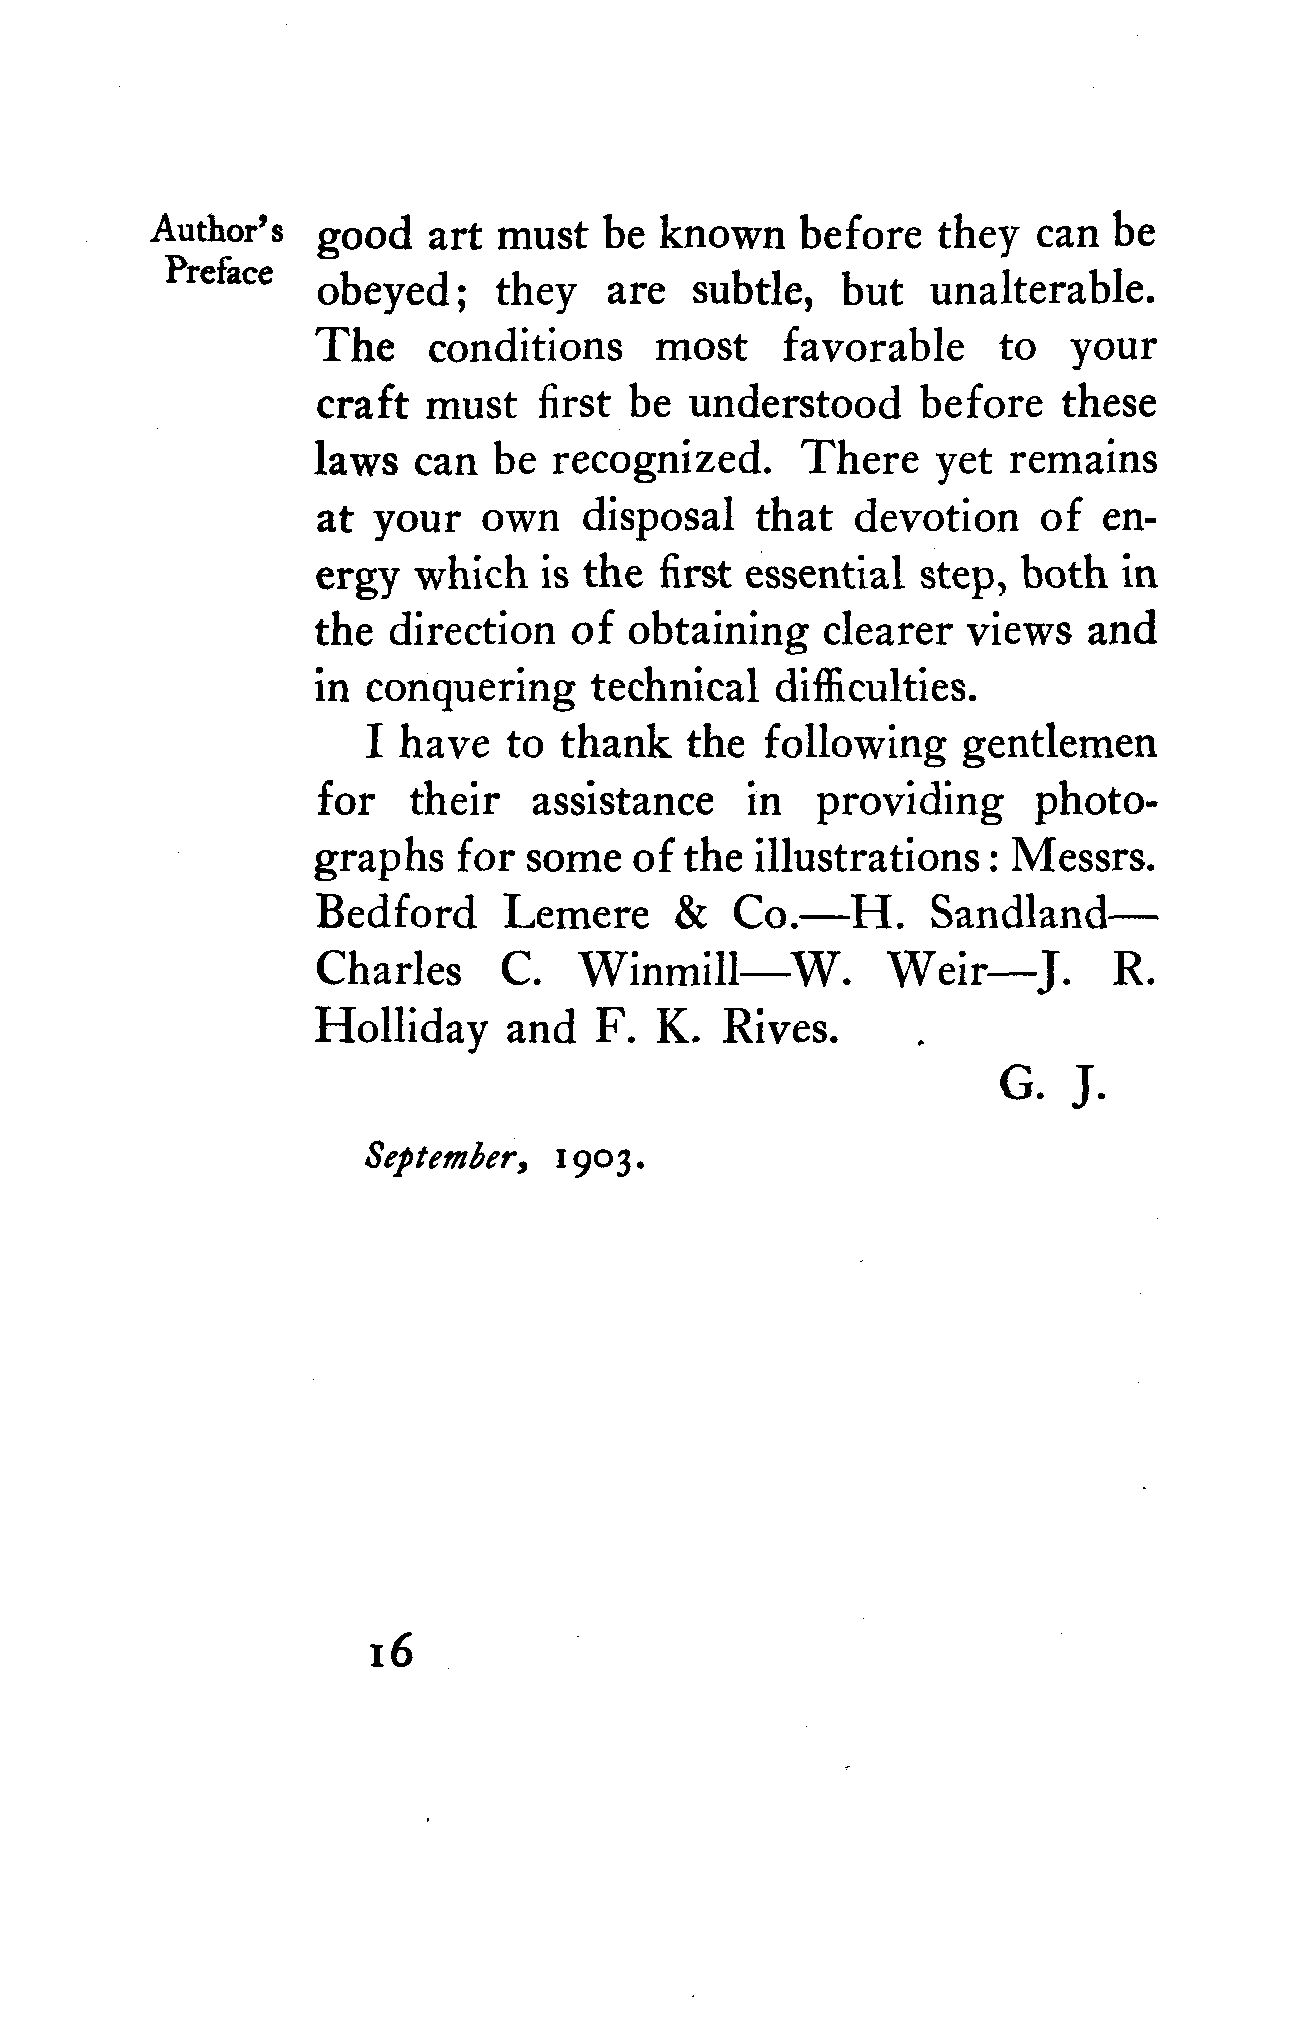 Author's
Preface
good art must be known before they can be
obeyed; they are subtle, but unalterable.
The conditions most favorable to your
craft must first be understood before these
laws can be recognized. There yet remains
at your own disposal that devotion of en-
ergy which is the first essential step, both in
the direction of obtaining clearer views and
in conquering technical difficulties.
I have to thank the following gentlemen
for their assistance in providing photo-
graphs for some of the illustrations: Messrs.
Bedford Lemere & Co.—H. Sandland—
Charles C. Winmill—W. Weir—J. R.
Holliday and F. K. Rives.
G. J.
September, 1903.
16